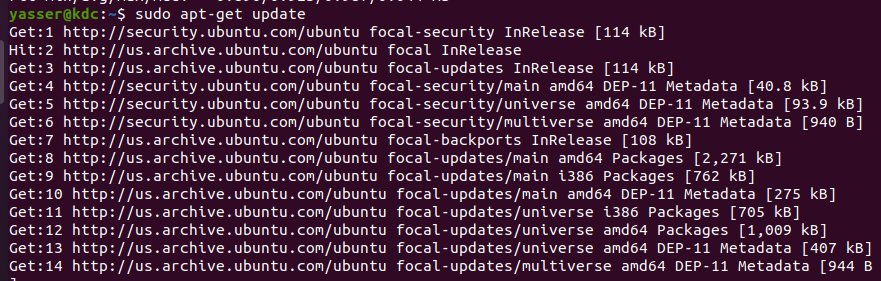 yasser@kdc:~$ sudo apt-get update
Get:1 http://security.ubuntu.com/ubuntu focal-security InRelease [114 kB]
Hit:2 http://us.archive.ubuntu.com/ubuntu focal InRelease
Get:3 http://us.archive.ubuntu.com/ubuntu focal-updates InRelease [114 kB]
Get:4 http://security.ubuntu.com/ubuntu focal-security/main amd64 DEP-11 Metadata [40.8 kB]
Get:5 http://security.ubuntu.com/ubuntu focal-security/universe amd64 DEP-11 Metadata [93.9 kB]
Get:6 http://security.ubuntu.com/ubuntu focal-security/multiverse amd64 DEP-11 Metadata [940 B]
Get:7 http://us.archive.ubuntu.com/ubuntu focal-backports InRelease [108 kB]
Get:8 http://us.archive.ubuntu.com/ubuntu focal-updates/main amd64 Packages [2,271 kB]
Get:9 http://us.archive.ubuntu.com/ubuntu focal-updates/main i386 Packages [762 kB]
Get:10 http://us.archive.ubuntu.com/ubuntu focal-updates/main amd64 DEP-11 Metadata [275 kB]
Get:11 http://us.archive.ubuntu.com/ubuntu focal-updates/universe i386 Packages [705 kB]
Get:12 http://us.archive.ubuntu.com/ubuntu focal-updates/universe amd64 Packages [1,009 kB]
Get:13 http://us.archive.ubuntu.com/ubuntu focal-updates/universe amd64 DEP-11 Metadata [407 kB]
Get:14 http://us.archive.ubuntu.com/ubuntu focal-updates/multiverse amd64 DEP-11 Metadata [944 B
]